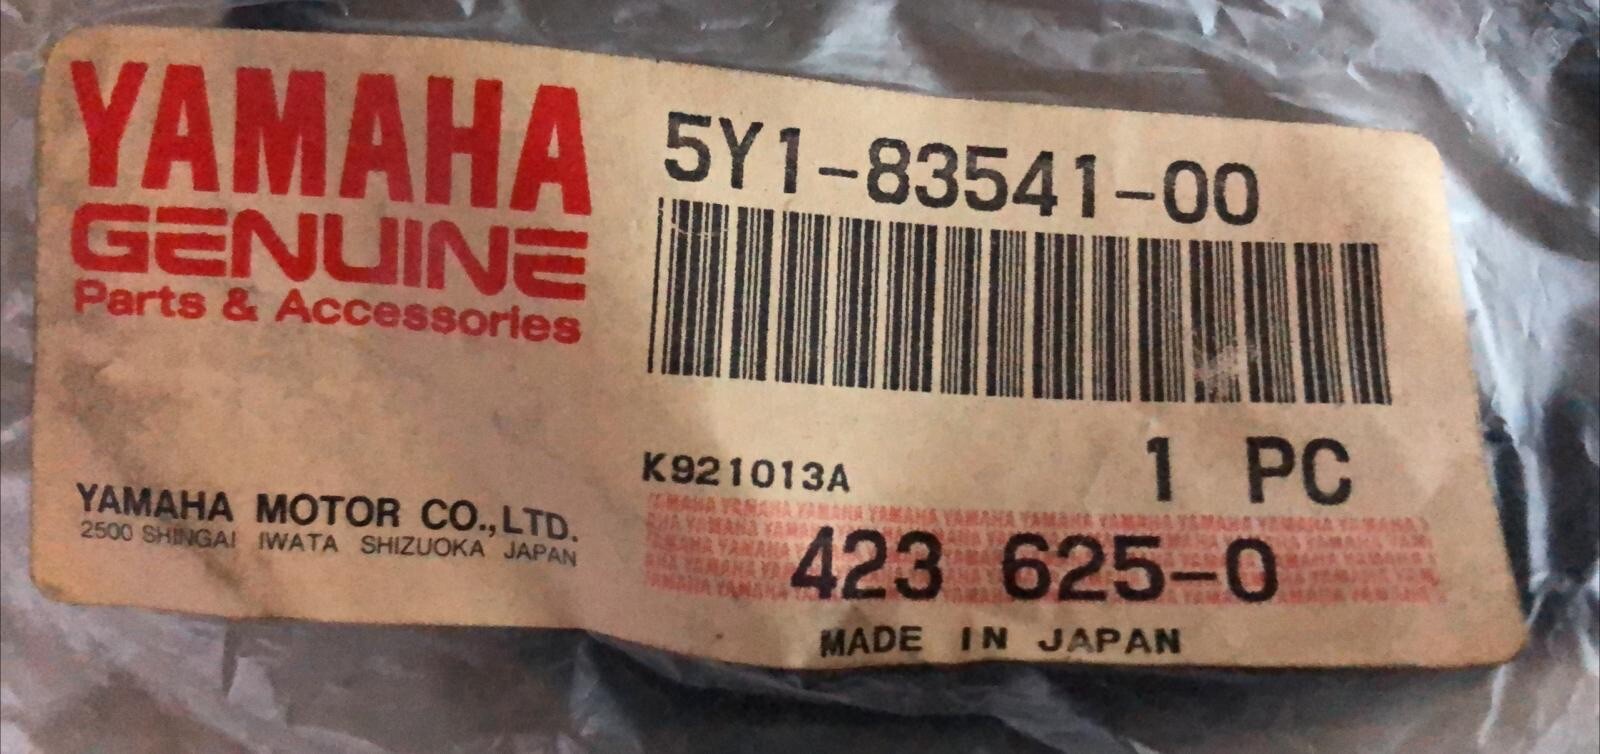 YAMAHA
GENUINE
Parts & Accessories
YAMAHA MOTOR CO.,LTD.
2500 SHINGAI IWATA SHIZUOKA JAPAN
5Y1-83541-00
K921013A
1 PC
423 625-0
MADE IN JAPAN